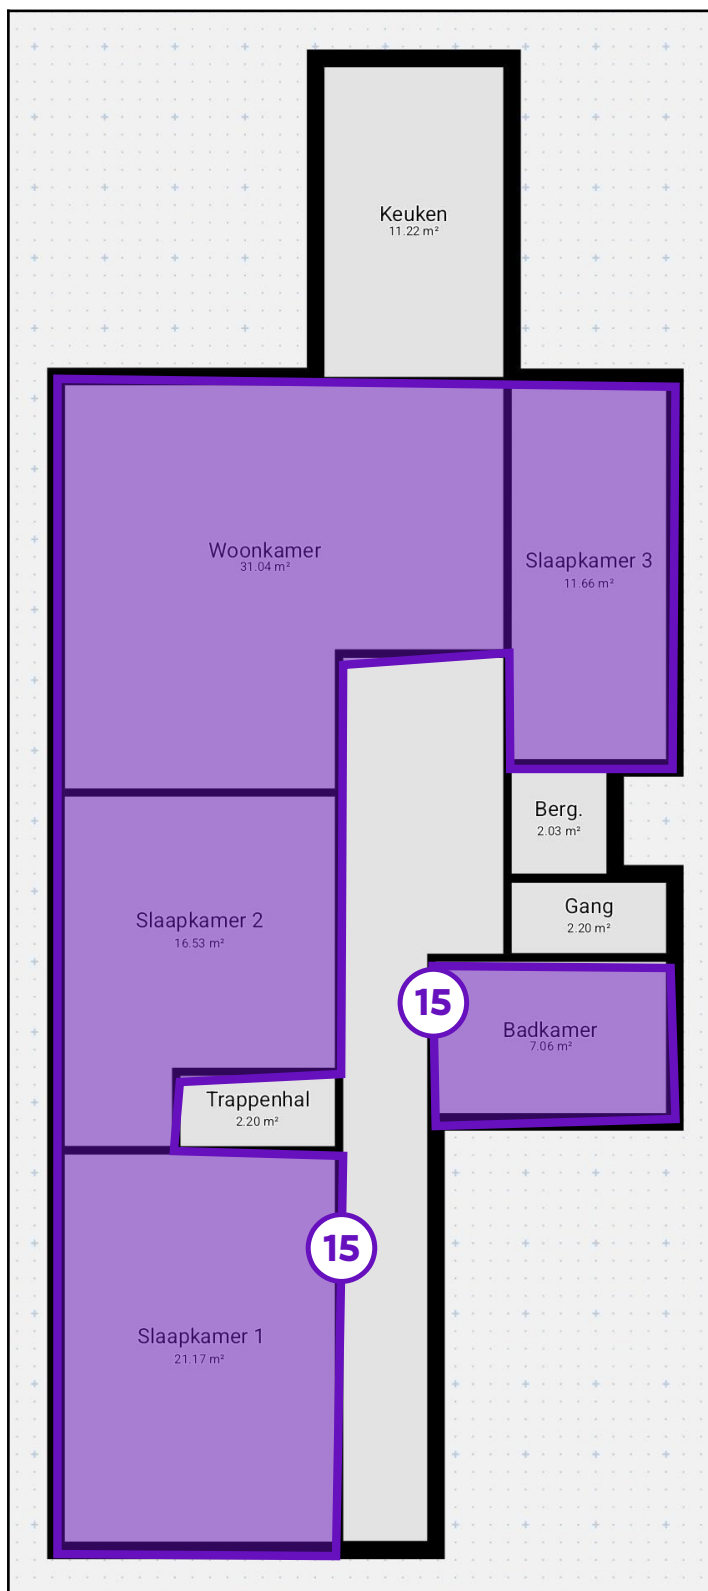 Keuken
11.22 m²
Woonkamer
31.04 m²
Slaapkamer 3
11.66 m²
Berg.
2.03 m²
Slaapkamer 2
16.53 m²
Gang
2.20 m²
15
Badkamer
7.06 m²
Trappenhal
2.20 m²
15
Slaapkamer 1
21.17 m²